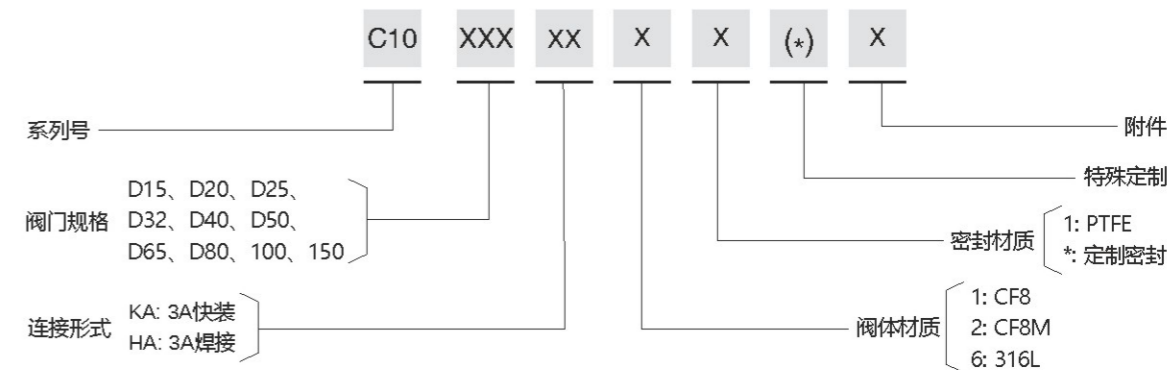 C10 XXX XX X X (*) X
系列号
附件
特殊定制
阀门规格
D15、D20、D25、
D32、D40、D50、
D65、D80、100、150
密封材质
1: PTFE
*: 定制密封
连接形式
KA: 3A快装
HA: 3A焊接
阀体材质
1: CF8
2: CF8M
6: 316L